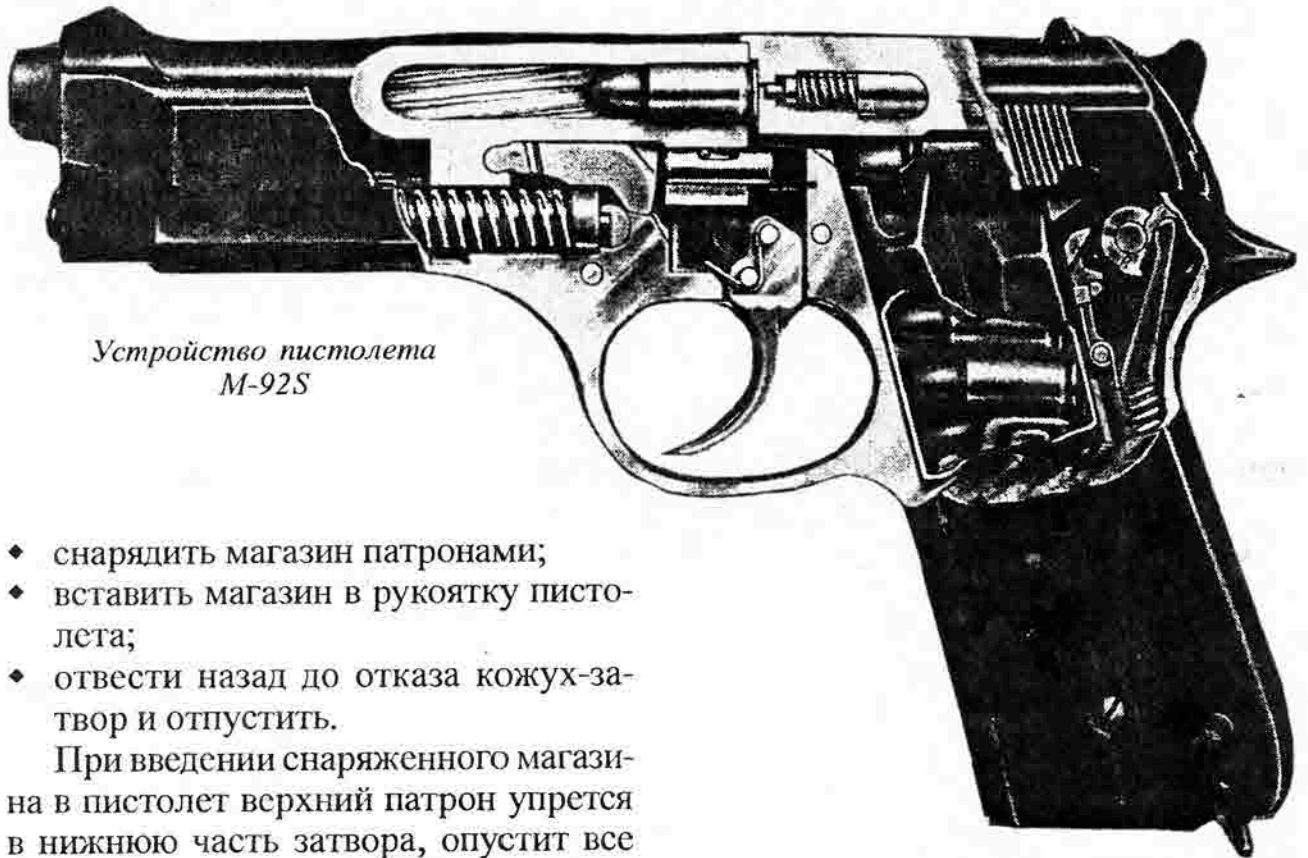 Устройство пистолета
М-92S
◆ снарядить магазин патронами;
◆ вставить магазин в рукоятку писто-
лета;
◆ отвести назад до отказа кожух-за-
твор и отпустить.
При введении снаряженного магази-
на в пистолет верхний патрон упрется
в нижнюю часть затвора, опустит все